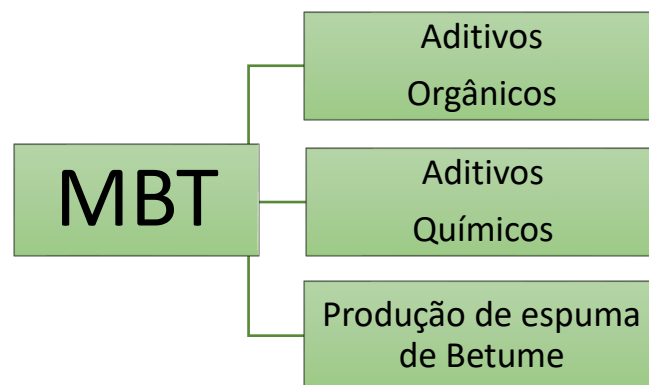 MBT
Aditivos
Orgânicos
Aditivos
Químicos
Produção de espuma
de Betume